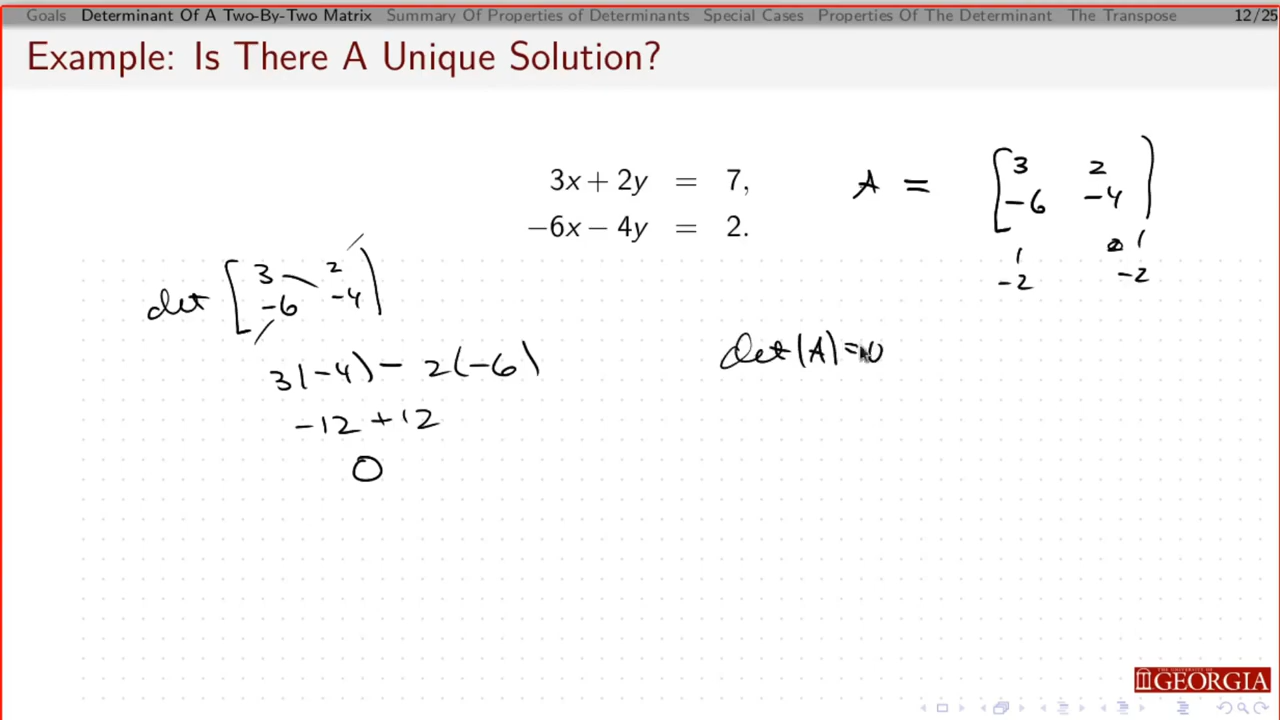 Goals Determinant Of A Two-By-Two Matrix Summary Of Properties of Determinants Special Cases Properties Of The Determinant The Transpose 12/25
Example: Is There A Unique Solution?
3x + 2y = 7,
−6x − 4y = 2.
A = [3 2
−6 −4]
1 1
−2 −2
det [3 2
−6 −4]
3(−4) − 2(−6)
−12 + 12
0
det(A) = 0
GEORGIA